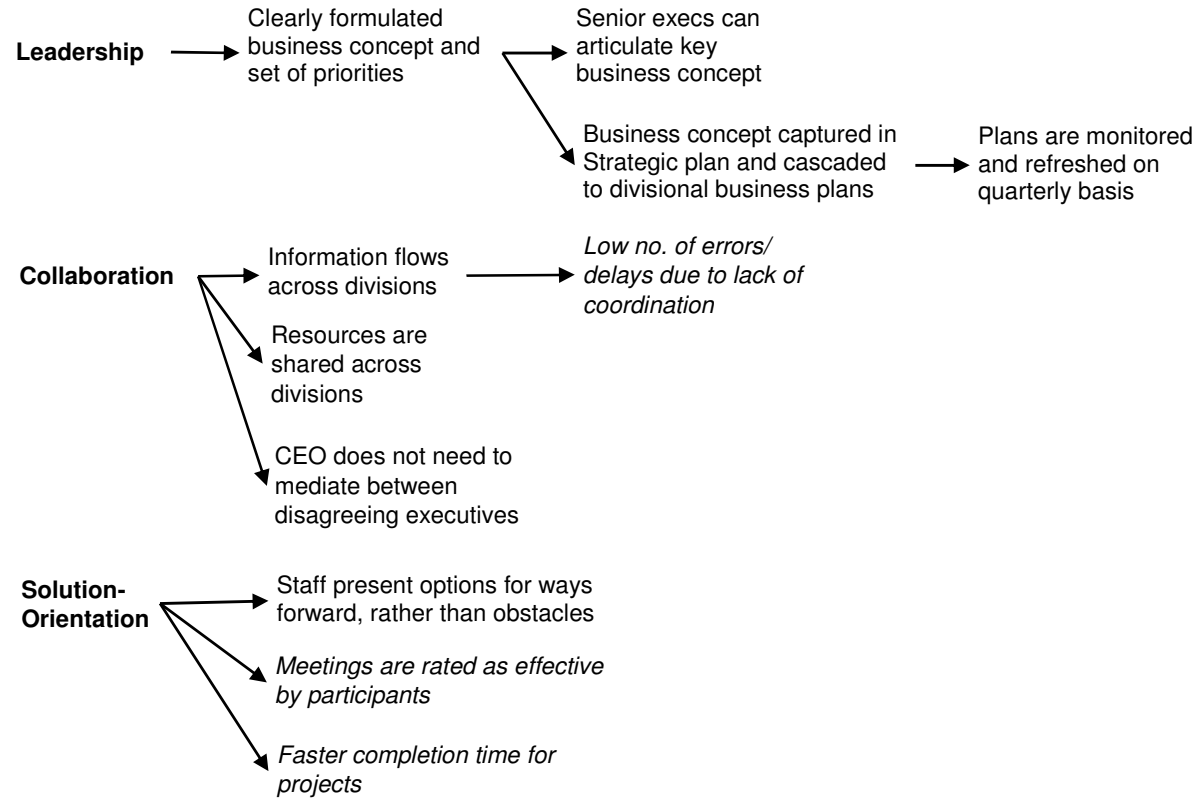 Leadership
Clearly formulated
business concept and
set of priorities
Senior execs can
articulate key
business concept
Business concept captured in
Strategic plan and cascaded
to divisional business plans
Plans are monitored
and refreshed on
quarterly basis
Collaboration
Information flows
across divisions
Low no. of errors/
delays due to lack of
coordination
Resources are
shared across
divisions
CEO does not need to
mediate between
disagreeing executives
Solution-
Orientation
Staff present options for ways
forward, rather than obstacles
Meetings are rated as effective
by participants
Faster completion time for
projects